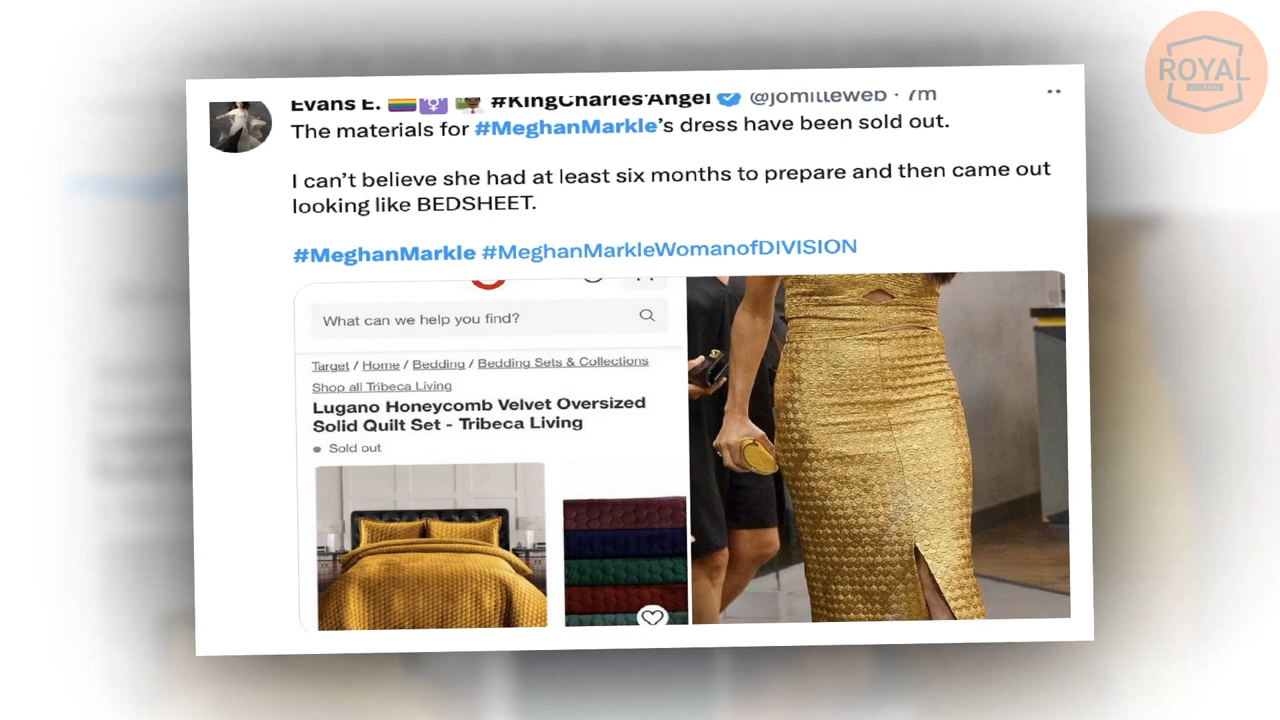 ROYAL
JOURNAL
Evans E. #KingCharles'Angel @jomilleweb · 7m
The materials for #MeghanMarkle's dress have been sold out.
I can't believe she had at least six months to prepare and then came out
looking like BEDSHEET.
#MeghanMarkle #MeghanMarkleWomanofDIVISION
What can we help you find?
Target / Home / Bedding / Bedding Sets & Collections
Shop all Tribeca Living
Lugano Honeycomb Velvet Oversized
Solid Quilt Set - Tribeca Living
Sold out